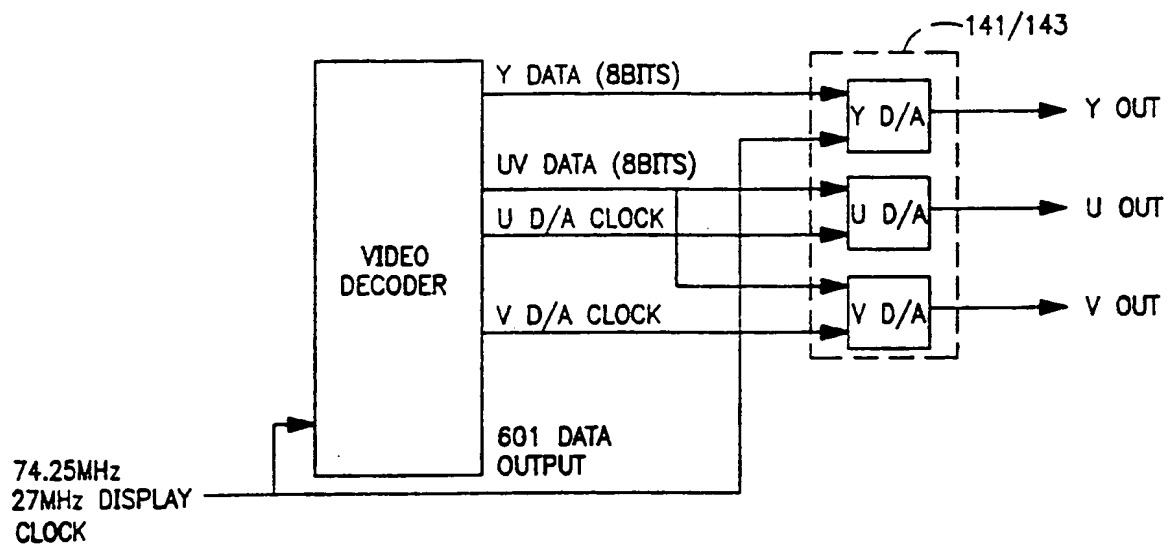 141/143
Y DATA (8BITS)
Y D/A
Y OUT
UV DATA (8BITS)
U D/A
U OUT
U D/A CLOCK
VIDEO
DECODER
V D/A
V OUT
V D/A CLOCK
601 DATA
OUTPUT
74.25MHz
27MHz DISPLAY
CLOCK